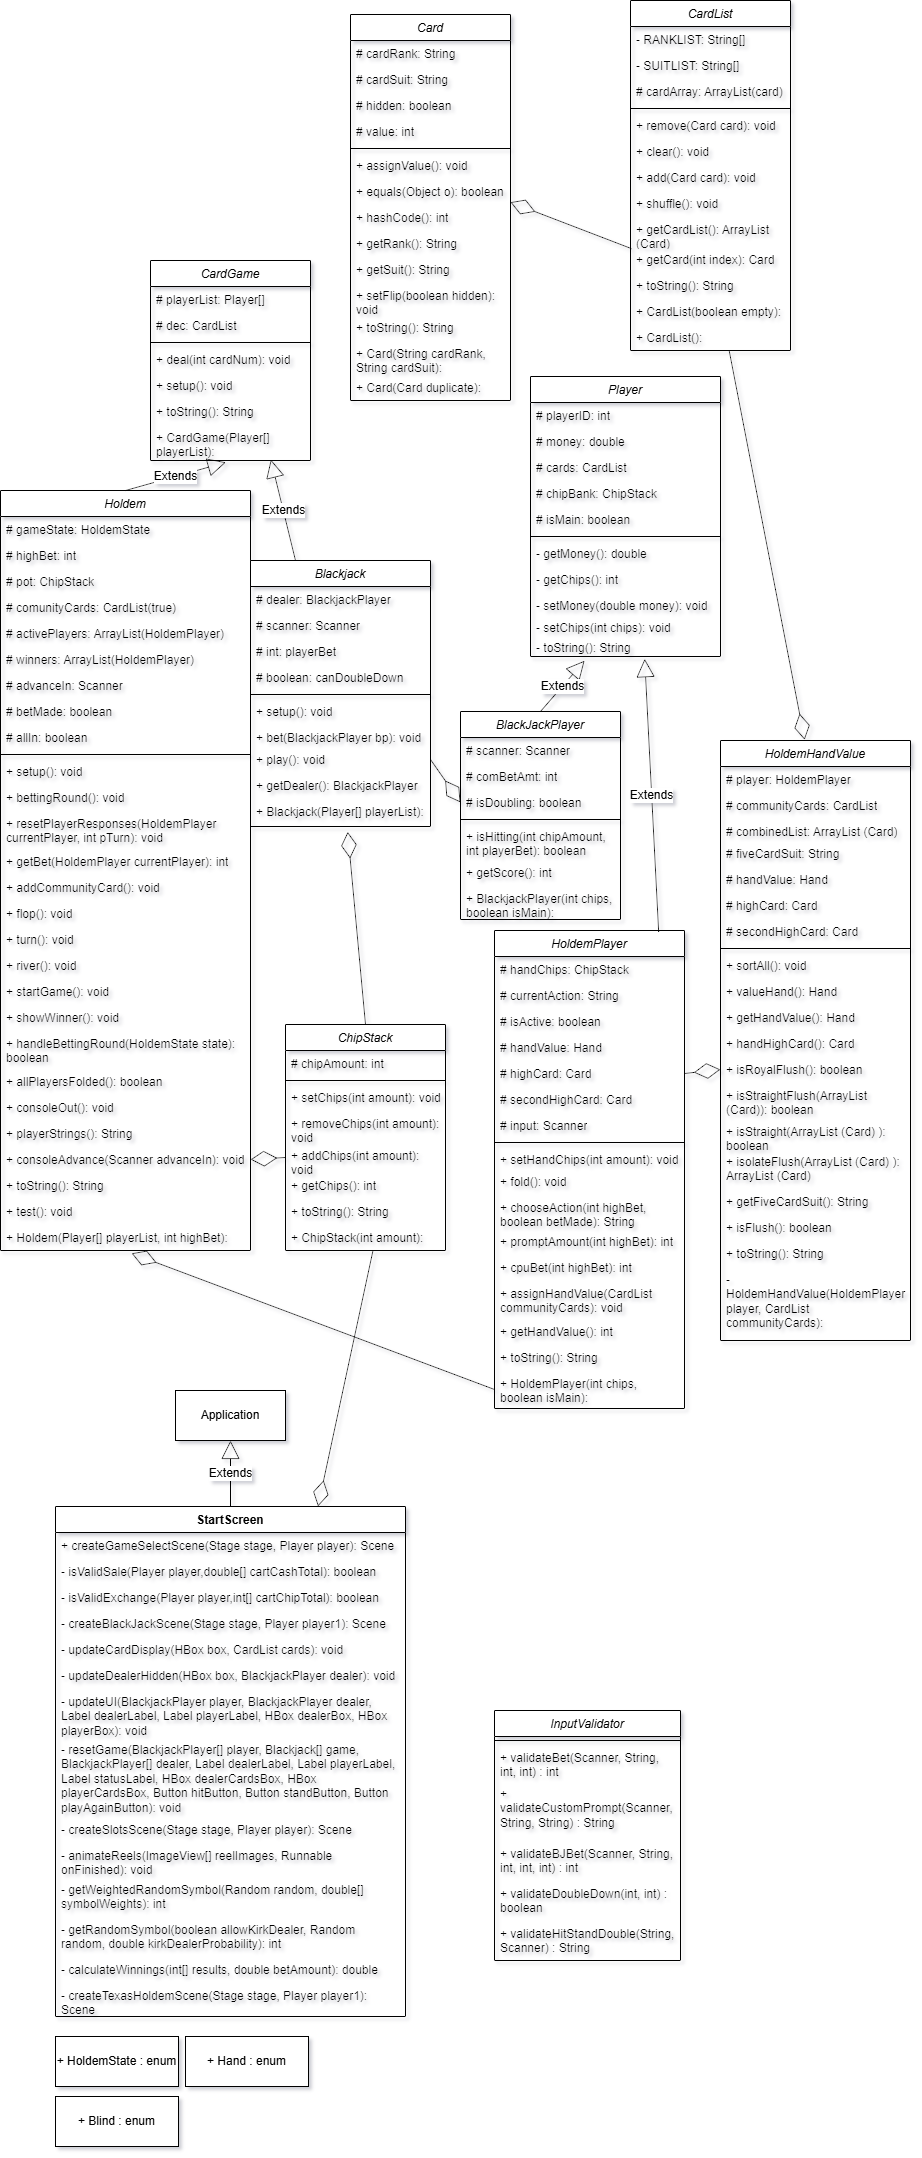 Card
# cardRank: String
# cardSuit: String
# hidden: boolean
# value: int
+ assignValue(): void
+ equals(Object o): boolean
+ hashCode(): int
+ getRank(): String
+ getSuit(): String
+ setFlip(boolean hidden):
void
+ toString(): String
+ Card(String cardRank,
String cardSuit):
+ Card(Card duplicate):
CardList
- RANKLIST: String[]
- SUITLIST: String[]
# cardArray: ArrayList(card)
+ remove(Card card): void
+ clear(): void
+ add(Card card): void
+ shuffle(): void
+ getCardList(): ArrayList
(Card)
+ getCard(int index): Card
+ toString(): String
+ CardList(boolean empty):
+ CardList():
CardGame
# playerList: Player[]
# dec: CardList
+ deal(int cardNum): void
+ setup(): void
+ toString(): String
+ CardGame(Player[]
playerList):
Extends
Extends
Player
# playerID: int
# money: double
# cards: CardList
# chipBank: ChipStack
# isMain: boolean
- getMoney(): double
- getChips(): int
- setMoney(double money): void
- setChips(int chips): void
- toString(): String
Extends
Extends
Holdem
# gameState: HoldemState
# highBet: int
# pot: ChipStack
# comunityCards: CardList(true)
# activePlayers: ArrayList(HoldemPlayer)
# winners: ArrayList(HoldemPlayer)
# advanceIn: Scanner
# betMade: boolean
# allIn: boolean
+ setup(): void
+ bettingRound(): void
+ resetPlayerResponses(HoldemPlayer
currentPlayer, int pTurn): void
+ getBet(HoldemPlayer currentPlayer): int
+ addCommunityCard(): void
+ flop(): void
+ turn(): void
+ river(): void
+ startGame(): void
+ showWinner(): void
+ handleBettingRound(HoldemState state):
boolean
+ allPlayersFolded(): boolean
+ consoleOut(): void
+ playerStrings(): String
+ consoleAdvance(Scanner advanceIn): void
+ toString(): String
+ test(): void
+ Holdem(Player[] playerList, int highBet):
Blackjack
# dealer: BlackjackPlayer
# scanner: Scanner
# int: playerBet
# boolean: canDoubleDown
+ setup(): void
+ bet(BlackjackPlayer bp): void
+ play(): void
+ getDealer(): BlackjackPlayer
+ Blackjack(Player[] playerList):
BlackJackPlayer
# scanner: Scanner
# comBetAmt: int
# isDoubling: boolean
+ isHitting(int chipAmount,
int playerBet): boolean
+ getScore(): int
+ BlackjackPlayer(int chips,
boolean isMain):
HoldemHandValue
# player: HoldemPlayer
# communityCards: CardList
# combinedList: ArrayList (Card)
# fiveCardSuit: String
# handValue: Hand
# highCard: Card
# secondHighCard: Card
+ sortAll(): void
+ valueHand(): Hand
+ getHandValue(): Hand
+ handHighCard(): Card
+ isRoyalFlush(): boolean
+ isStraightFlush(ArrayList
(Card)): boolean
+ isStraight(ArrayList (Card) ):
boolean
+ isolateFlush(ArrayList (Card) ):
ArrayList (Card)
+ getFiveCardSuit(): String
+ isFlush(): boolean
+ toString(): String
-
HoldemHandValue(HoldemPlayer
player, CardList
communityCards):
HoldemPlayer
# handChips: ChipStack
# currentAction: String
# isActive: boolean
# handValue: Hand
# highCard: Card
# secondHighCard: Card
# input: Scanner
+ setHandChips(int amount): void
+ fold(): void
+ chooseAction(int highBet,
boolean betMade): String
+ promptAmount(int highBet): int
+ cpuBet(int highBet): int
+ assignHandValue(CardList
communityCards): void
+ getHandValue(): int
+ toString(): String
+ HoldemPlayer(int chips,
boolean isMain):
ChipStack
# chipAmount: int
+ setChips(int amount): void
+ removeChips(int amount):
void
+ addChips(int amount):
void
+ getChips(): int
+ toString(): String
+ ChipStack(int amount):
Application
Extends
StartScreen
+ createGameSelectScene(Stage stage, Player player): Scene
- isValidSale(Player player,double[] cartCashTotal): boolean
- isValidExchange(Player player,int[] cartChipTotal): boolean
- createBlackJackScene(Stage stage, Player player1): Scene
- updateCardDisplay(HBox box, CardList cards): void
- updateDealerHidden(HBox box, BlackjackPlayer dealer): void
- updateUI(BlackjackPlayer player, BlackjackPlayer dealer,
Label dealerLabel, Label playerLabel, HBox dealerBox, HBox
playerBox): void
- resetGame(BlackjackPlayer[] player, Blackjack[] game,
BlackjackPlayer[] dealer, Label dealerLabel, Label playerLabel,
Label statusLabel, HBox dealerCardsBox, HBox
playerCardsBox, Button hitButton, Button standButton, Button
playAgainButton): void
- createSlotsScene(Stage stage, Player player): Scene
- animateReels(ImageView[] reelImages, Runnable
onFinished): void
- getWeightedRandomSymbol(Random random, double[]
symbolWeights): int
- getRandomSymbol(boolean allowKirkDealer, Random
random, double kirkDealerProbability): int
- calculateWinnings(int[] results, double betAmount): double
- createTexasHoldemScene(Stage stage, Player player1):
Scene
InputValidator
+ validateBet(Scanner, String,
int, int) : int
+
validateCustomPrompt(Scanner,
String, String) : String
+ validateBJBet(Scanner, String,
int, int, int) : int
+ validateDoubleDown(int, int) :
boolean
+ validateHitStandDouble(String,
Scanner) : String
+ HoldemState : enum
+ Hand : enum
+ Blind : enum